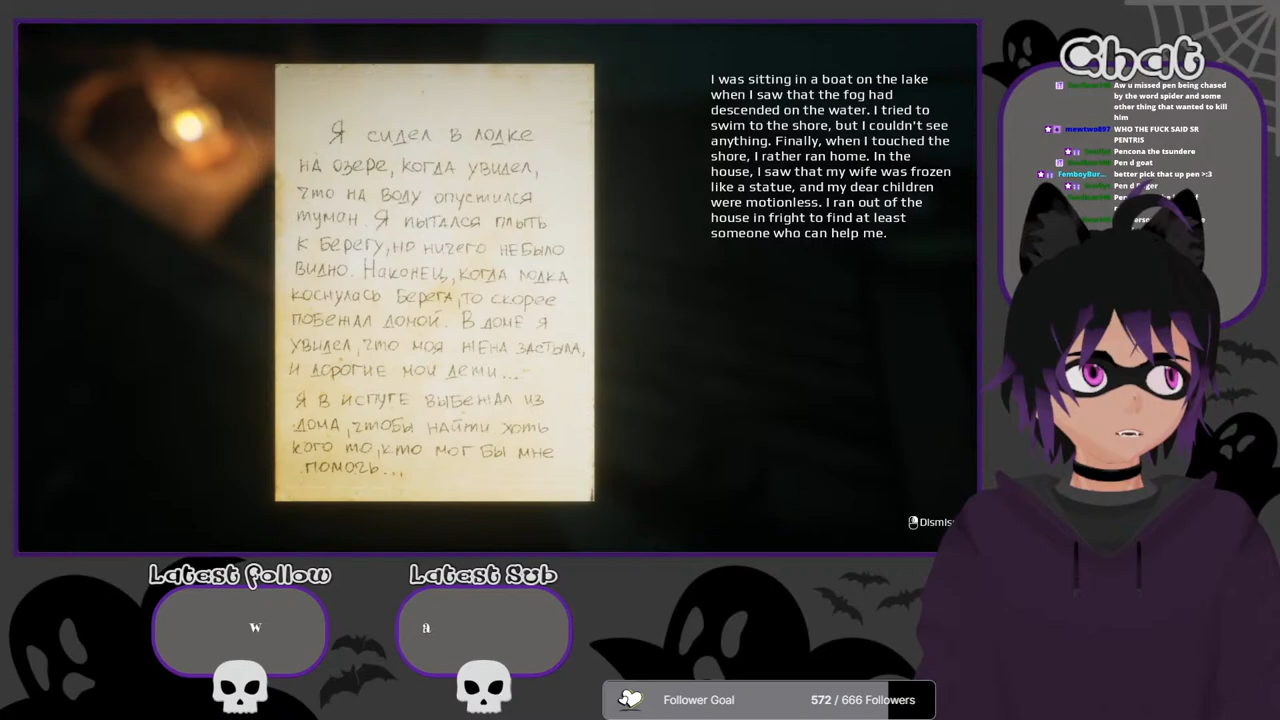 Я сидел в лодке
на озере, когда увидел,
что на воду опустился
туман. Я пытался плыть
к берегу, но ничего небыло
видно. Наконец, когда лодка
коснулась берега, то скорее
побежал домой. В доме я
увидел, что моя жена застыла,
и дорогие мои дети...
Я в испуге выбежал из
дома, чтобы найти хоть
кого то, кто мог бы мне
помочь...
I was sitting in a boat on the lake
when I saw that the fog had
descended on the water. I tried to
swim to the shore, but I couldn't see
anything. Finally, when I touched the
shore, I rather ran home. In the
house, I saw that my wife was frozen
like a statue, and my dear children
were motionless. I ran out of the
house in fright to find at least
someone who can help me.
Dismis
Chat
Aw u missed pen being chased
by the word spider and some
other thing that wanted to kill
him
mewtwo897 WHO THE FUCK SAID SR
PENTRIS
Pencona the tsundere
Pen d goat
FemboyBur... better pick that up pen >:3
Latest Follow
w
Latest Sub
a
Follower Goal 572 / 666 Followers